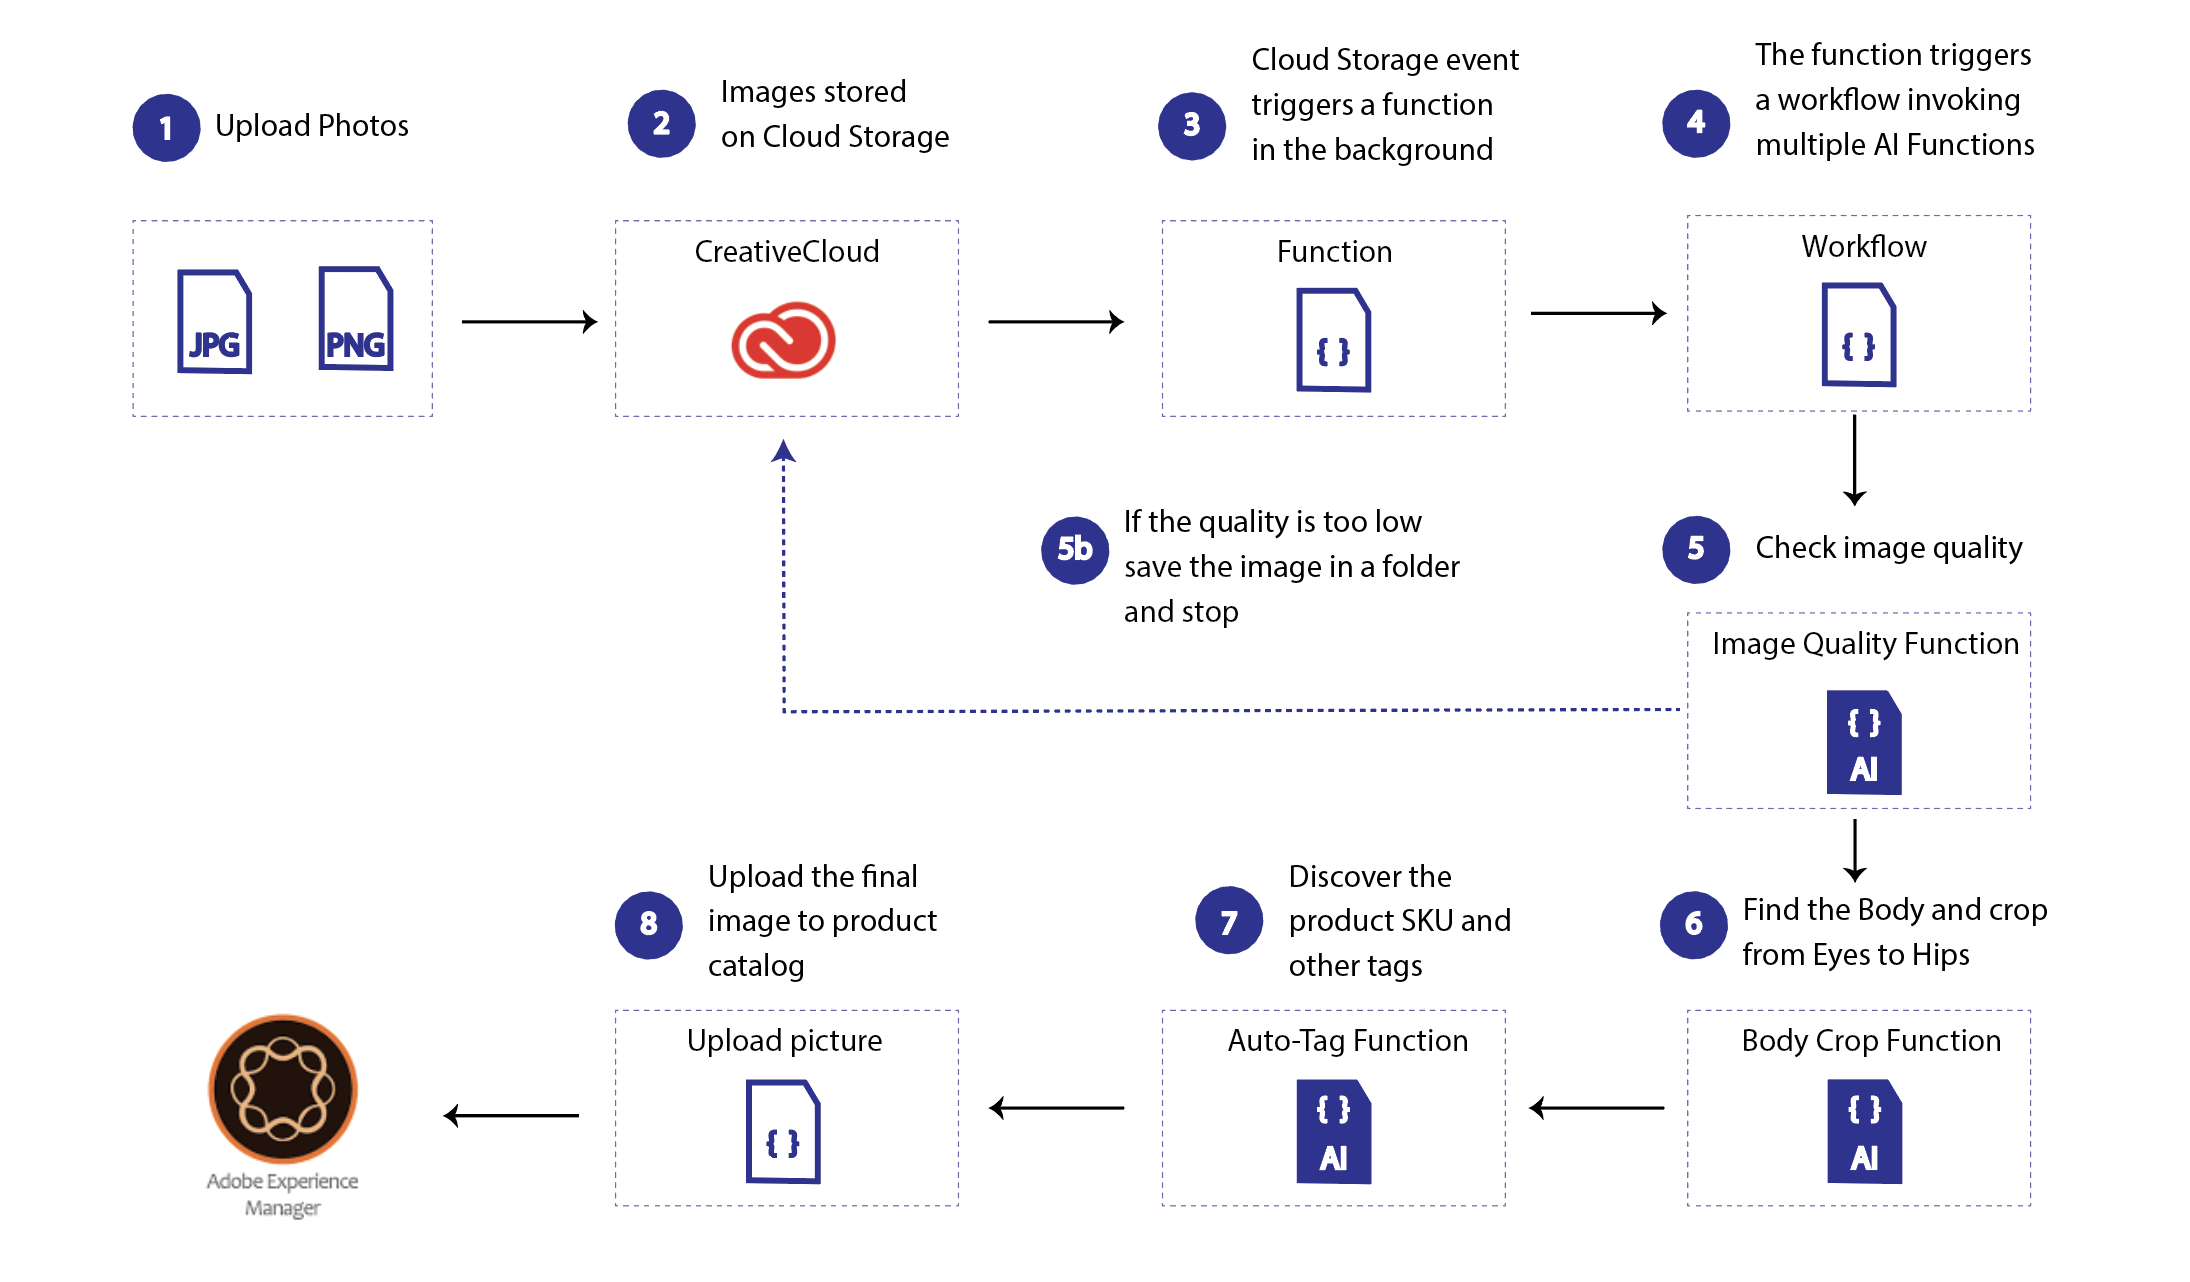 1
Upload Photos
2
Images stored
on Cloud Storage
3
Cloud Storage event
triggers a function
in the background
4
The function triggers
a workflow invoking
multiple AI Functions
JPG
PNG
CreativeCloud
Function
{ }
Workflow
{ }
5b
If the quality is too low
save the image in a folder
and stop
5
Check image quality
Image Quality Function
{ }
AI
8
Upload the final
image to product
catalog
7
Discover the
product SKU and
other tags
6
Find the Body and crop
from Eyes to Hips
Adobe Experience
Manager
Upload picture
{ }
Auto-Tag Function
{ }
AI
Body Crop Function
{ }
AI